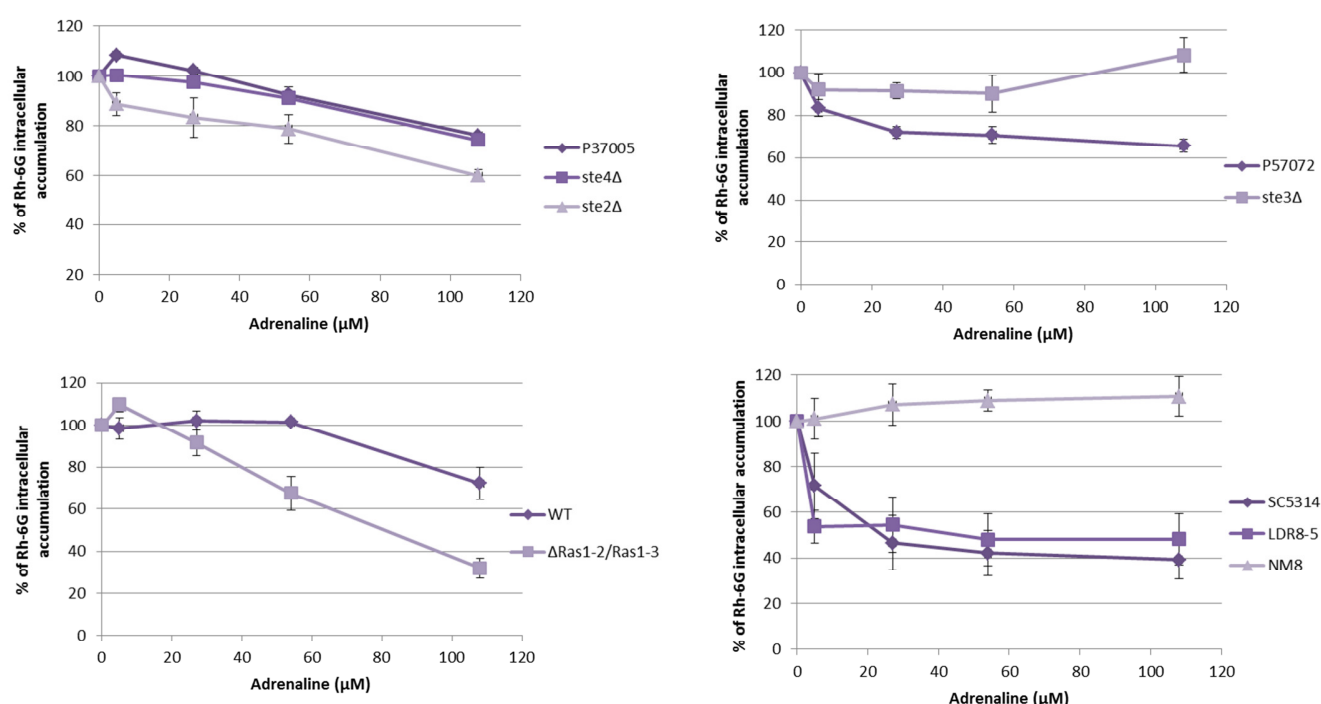 % of Rh-6G intracellular
accumulation
120
100
80
60
40
20
0 20 40 60 80 100 120
Adrenaline (µM)
P37005
ste4Δ
ste2Δ
% of Rh-6G intracellular
accumulation
120
100
80
60
40
20
0
0 20 40 60 80 100 120
Adrenaline (µM)
P57072
ste3Δ
% of Rh-6G intracellular
accumulation
120
100
80
60
40
20
0
0 20 40 60 80 100 120
Adrenaline (µM)
WT
ΔRas1-2/Ras1-3
% of Rh-6G intracellular accumulation
120
100
80
60
40
20
0
0 20 40 60 80 100 120
Adrenaline (µM)
SC5314
LDR8-5
NM8